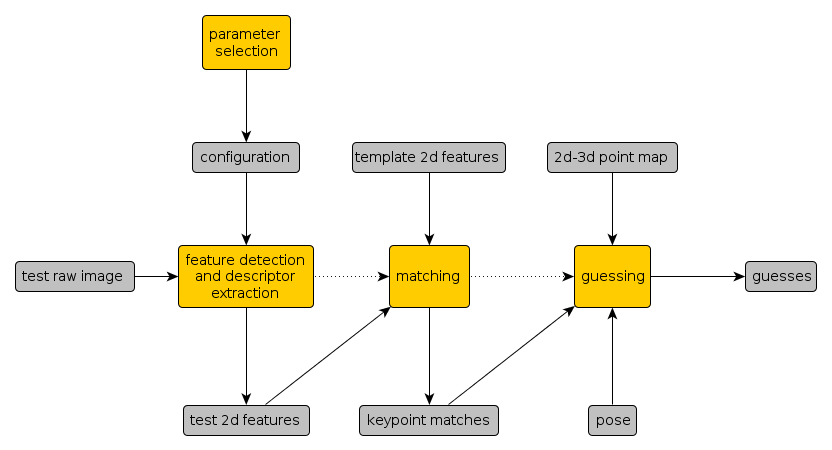 parameter
selection
configuration
template 2d features
2d-3d point map
test raw image
feature detection
and descriptor
extraction
matching
guessing
guesses
test 2d features
keypoint matches
pose